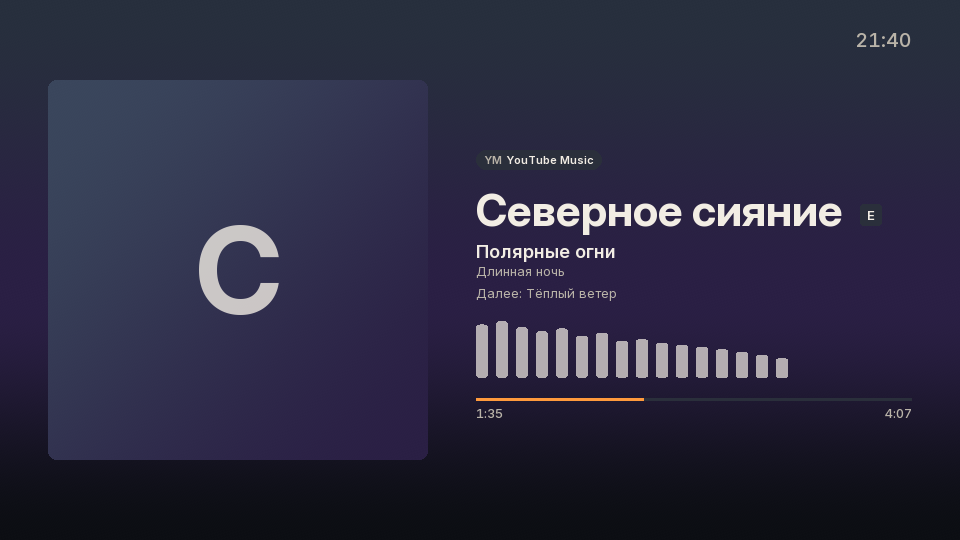 21:40
С
YM YouTube Music
Северное сияние E
Полярные огни
Длинная ночь
Далее: Тёплый ветер
1:35 4:07